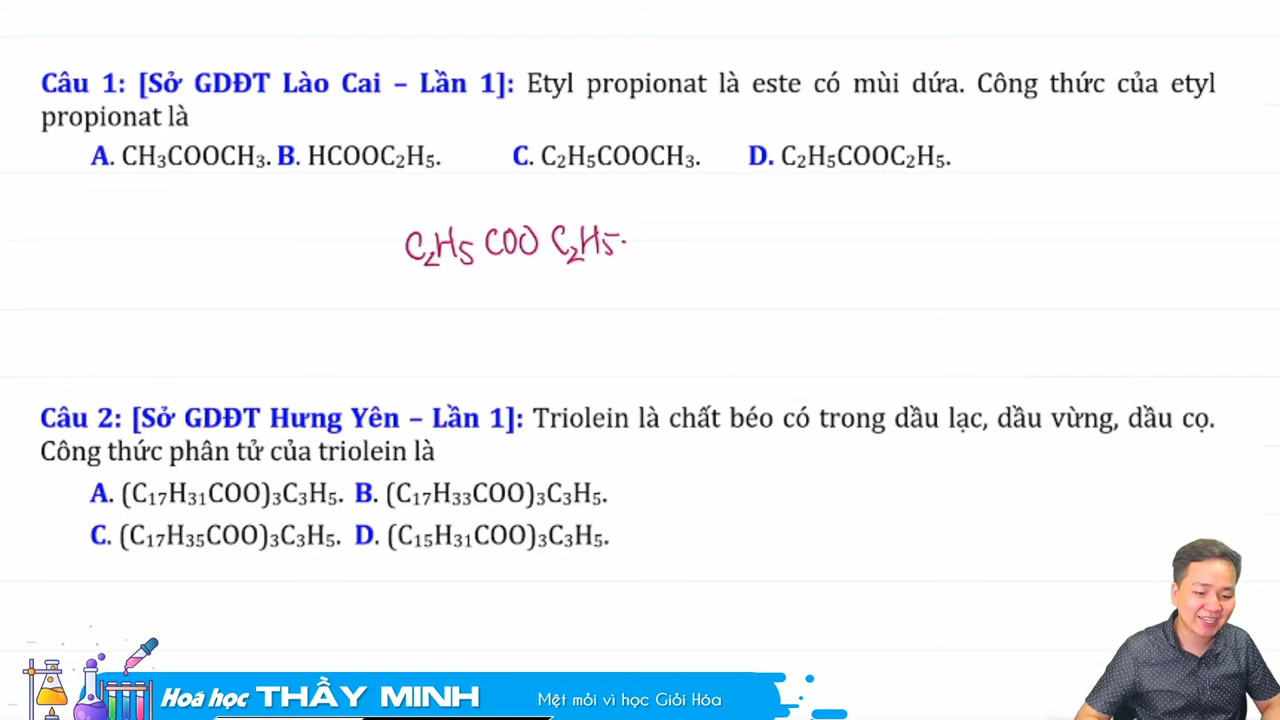 Câu 1: [Sở GDĐT Lào Cai – Lần 1]: Etyl propionat là este có mùi dứa. Công thức của etyl
propionat là
A. CH₃COOCH₃. B. HCOOC₂H₅. C. C₂H₅COOCH₃. D. C₂H₅COOC₂H₅.
C₂H₅ COO C₂H₅.
Câu 2: [Sở GDĐT Hưng Yên – Lần 1]: Triolein là chất béo có trong dầu lạc, dầu vừng, dầu cọ.
Công thức phân tử của triolein là
A. (C₁₇H₃₁COO)₃C₃H₅. B. (C₁₇H₃₃COO)₃C₃H₅.
C. (C₁₇H₃₅COO)₃C₃H₅. D. (C₁₅H₃₁COO)₃C₃H₅.
Hoá học THẦY MINH Mệt mỏi vì học Giỏi Hóa